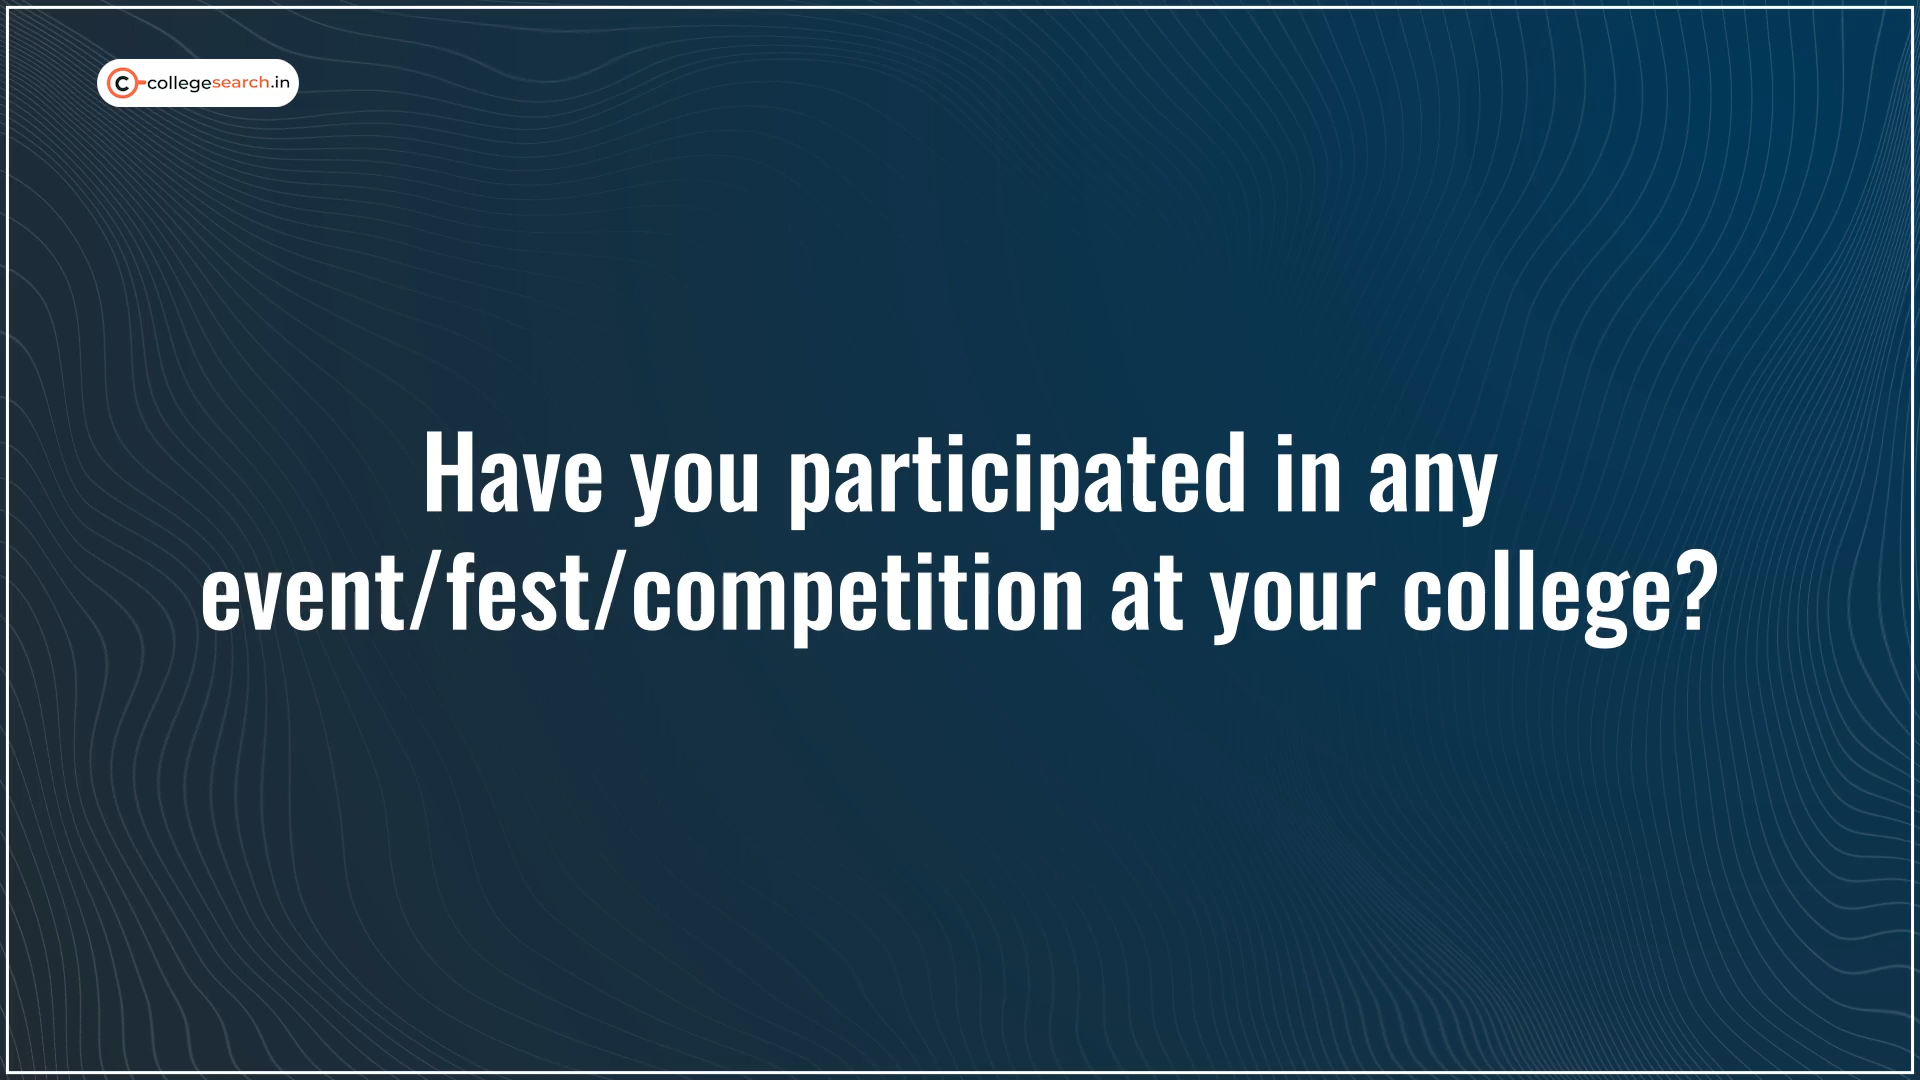 collegesearch.in
Have you participated in any
event/fest/competition at your college?